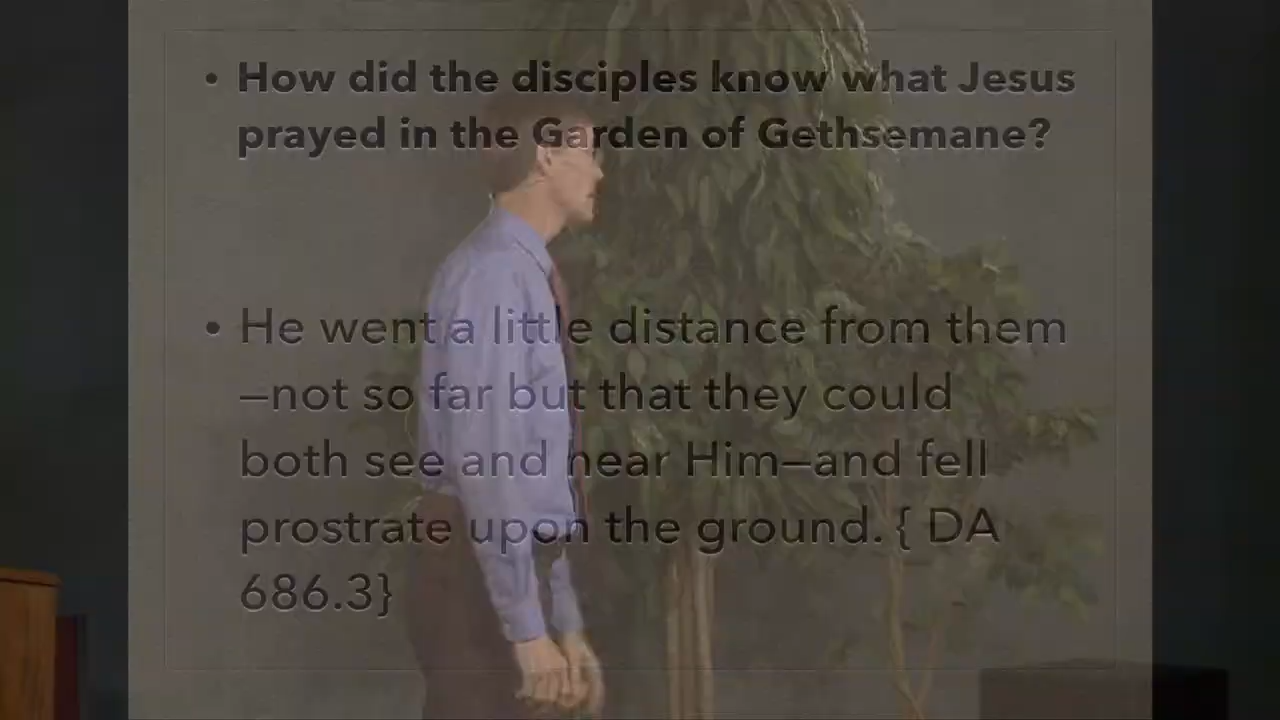 • How did the disciples know what Jesus
prayed in the Garden of Gethsemane?
• He went a little distance from them
—not so far but that they could
both see and hear Him—and fell
prostrate upon the ground. { DA
686.3}